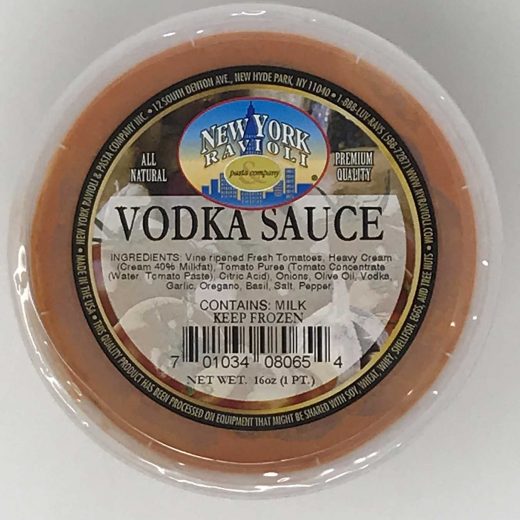 • NEW YORK RAVIOLI & PASTA COMPANY INC. • 12 SOUTH DENTON AVE., NEW HYDE PARK, NY 11040 • 1-888-LUV-RAVS (588-7287) WWW.NYRAVIOLI.COM
NEW YORK
RAVIOLI
&
pasta company
®
ALL
NATURAL
PREMIUM
QUALITY
VODKA SAUCE
INGREDIENTS: Vine ripened Fresh Tomatoes, Heavy Cream
(Cream 40% Milkfat), Tomato Puree (Tomato Concentrate
(Water, Tomato Paste), Citric Acid), Onions, Olive Oil, Vodka,
Garlic, Oregano, Basil, Salt, Pepper.
CONTAINS: MILK
KEEP FROZEN
7 01034 08065 4
NET WT. 16oz (1 PT.)
• MADE IN THE USA • THIS QUALITY PRODUCT HAS BEEN PROCESSED ON EQUIPMENT THAT MIGHT BE SHARED WITH SOY, WHEAT, WHEY, SHELLFISH, EGGS, AND TREE NUTS